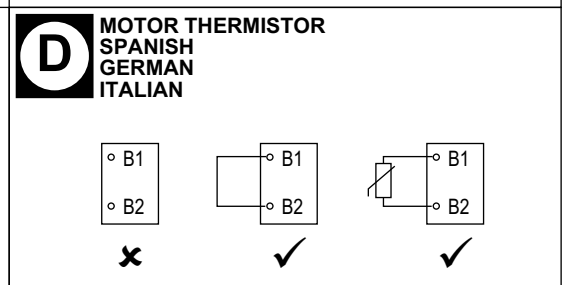 D
MOTOR THERMISTOR
SPANISH
GERMAN
ITALIAN
B1 B1 B1
B2 B2 B2